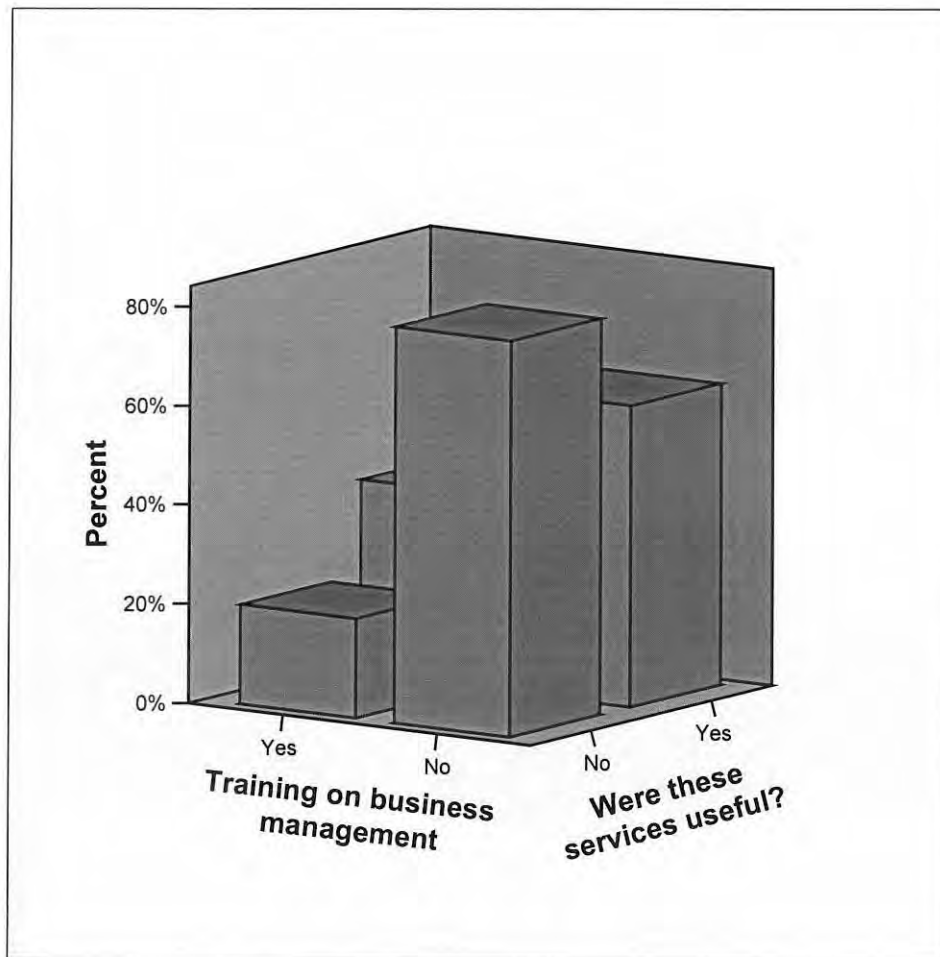 80%
60%
40%
20%
0%
Percent
Yes
No
Training on business
management
No
Yes
Were these
services useful?